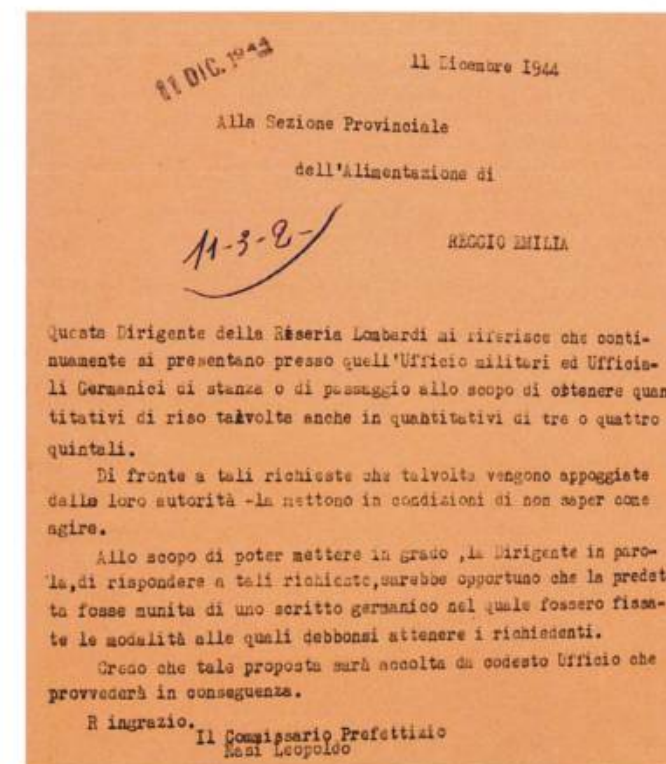 11 DIC. 1944
11 Dicembre 1944
Alla Sezione Provinciale
dell'Alimentazione di
11-3-2-
REGGIO EMILIA
Questa Dirigente della Riseria Lombardi mi riferisce che conti-
nuamente si presentano presso quell'Ufficio militari ed Ufficia-
li Germanici di stanza o di passaggio allo scopo di ottenere quan
titativi di riso talvolta anche in quantitativi di tre o quattro
quintali.
Di fronte a tali richieste che talvolta vengono appoggiate
dalle loro autorità -la mettono in condizioni di non saper come
agire.
Allo scopo di poter mettere in grado ,la Dirigente in paro-
la,di rispondere a tali richieste,sarebbe opportuno che la predet
ta fosse munita di uno scritto germanico nel quale fossero fissa-
te le modalità alle quali debbonsi attenere i richiedenti.
Credo che tale proposta sarà accolta da codesto Ufficio che
provvederà in conseguenza.
R ingrazio.
Il Commissario Prefettizio
Nasi Leopoldo